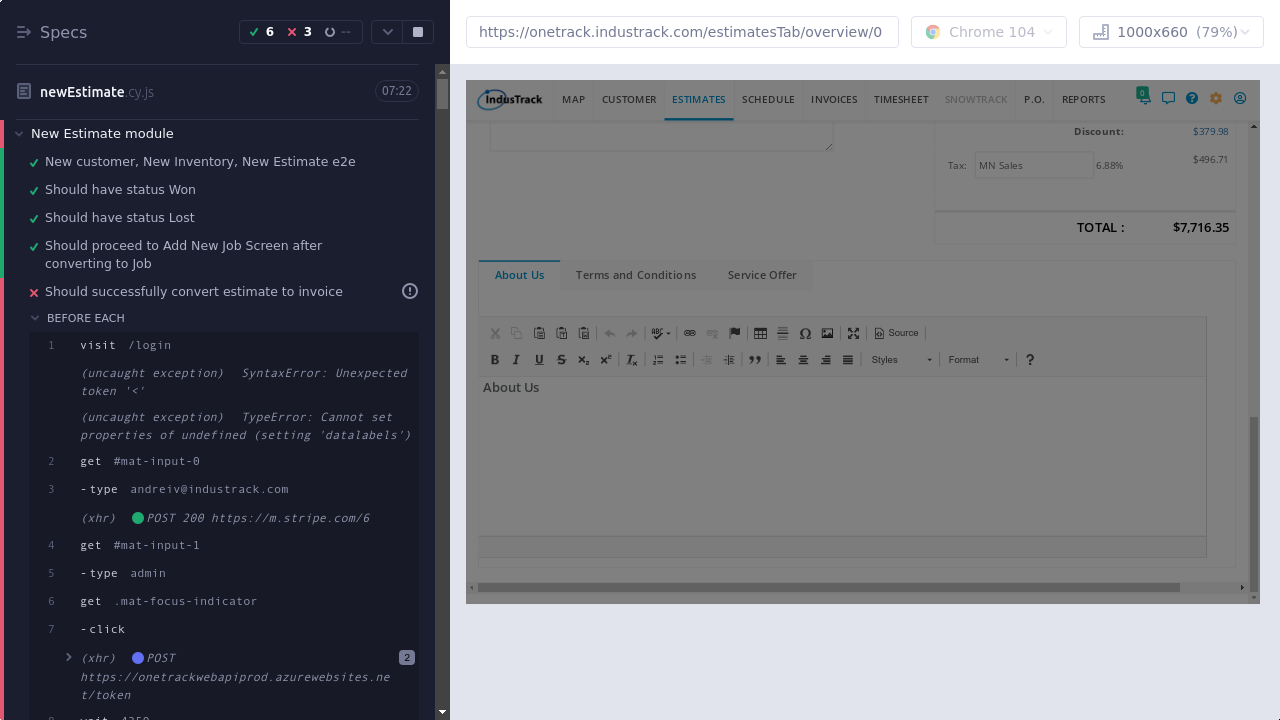 Specs
6
3
--
newEstimate.cy.js
07:22
New Estimate module
New customer, New Inventory, New Estimate e2e
Should have status Won
Should have status Lost
Should proceed to Add New Job Screen after
converting to Job
Should successfully convert estimate to invoice
BEFORE EACH
1 visit /login
(uncaught exception) SyntaxError: Unexpected
token '<'
(uncaught exception) TypeError: Cannot set
properties of undefined (setting 'datalabels')
2 get #mat-input-0
3 -type andreiv@industrack.com
(xhr) POST 200 https://m.stripe.com/6
4 get #mat-input-1
5 -type admin
6 get .mat-focus-indicator
7 -click
(xhr) POST 2
https://onetrackwebapiprod.azurewebsites.ne
t/token
8 wait 4250
https://onetrack.industrack.com/estimatesTab/overview/0
Chrome 104
1000x660 (79%)
IndusTrack
MAP
CUSTOMER
ESTIMATES
SCHEDULE
INVOICES
TIMESHEET
SNOWTRACK
P.O.
REPORTS
0
Discount: $379.98
Tax: MN Sales 6.88% $496.71
TOTAL : $7,716.35
About Us
Terms and Conditions
Service Offer
Source
Styles
Format
About Us